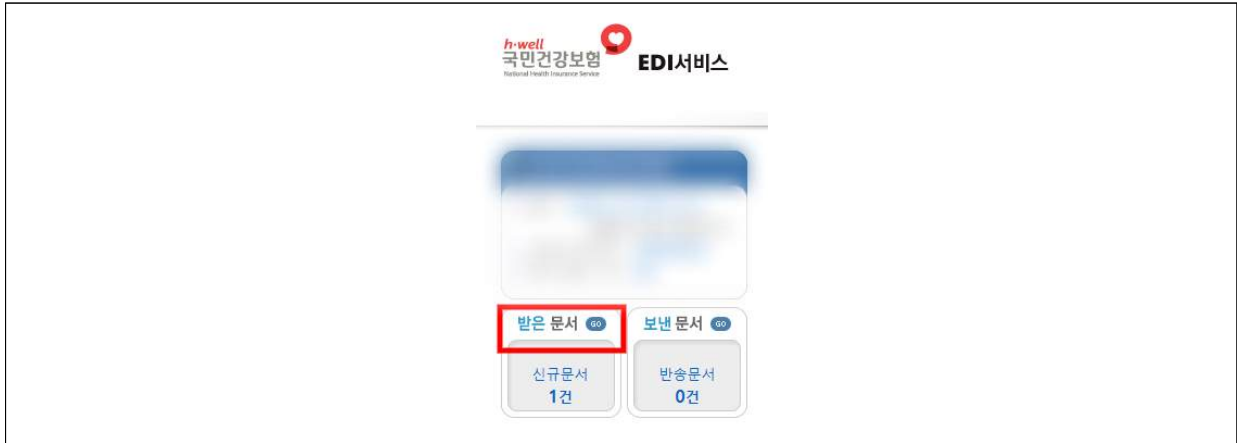 h·well
국민건강보험
National Health Insurance Service
EDI서비스
받은 문서 GO
보낸 문서 GO
신규문서
1건
반송문서
0건